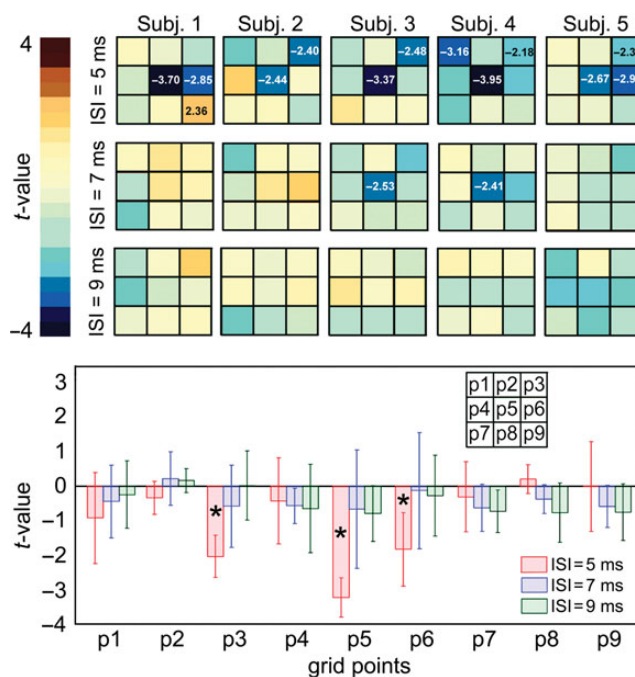 Subj. 1 Subj. 2 Subj. 3 Subj. 4 Subj. 5
4
t-value
−4
ISI = 5 ms
−2.40 −2.48 −3.16 −2.18
−3.70 −2.85 −2.44 −3.37 −3.95 −2.67
2.36
ISI = 7 ms
−2.53 −2.41
ISI = 9 ms
3
2
1
0
−1
−2
−3
−4
t-value
p1 p2 p3
p4 p5 p6
p7 p8 p9
*
*
*
ISI = 5 ms
ISI = 7 ms
ISI = 9 ms
p1 p2 p3 p4 p5 p6 p7 p8 p9
grid points